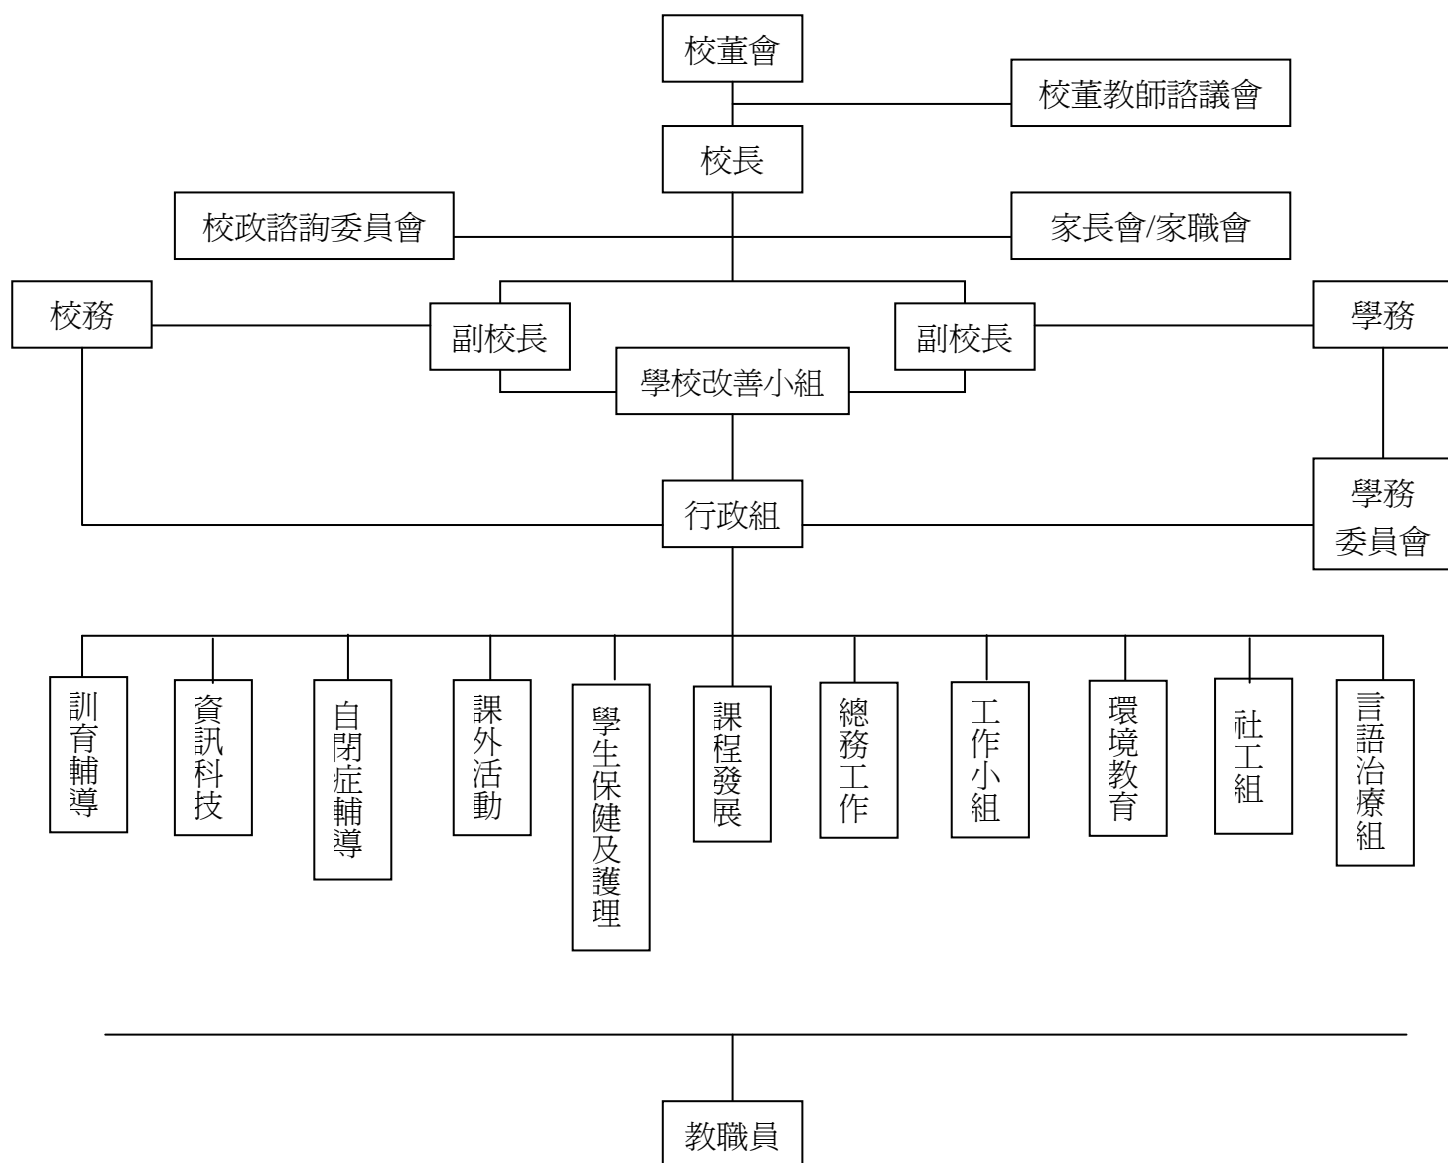 校董會
校董教師諮議會
校長
校政諮詢委員會
家長會/家職會
校務
副校長
副校長
學務
學校改善小組
行政組
學務
委員會
訓育輔導
資訊科技
自閉症輔導
課外活動
學生保健及護理
課程發展
總務工作
工作小組
環境教育
社工組
言語治療組
教職員